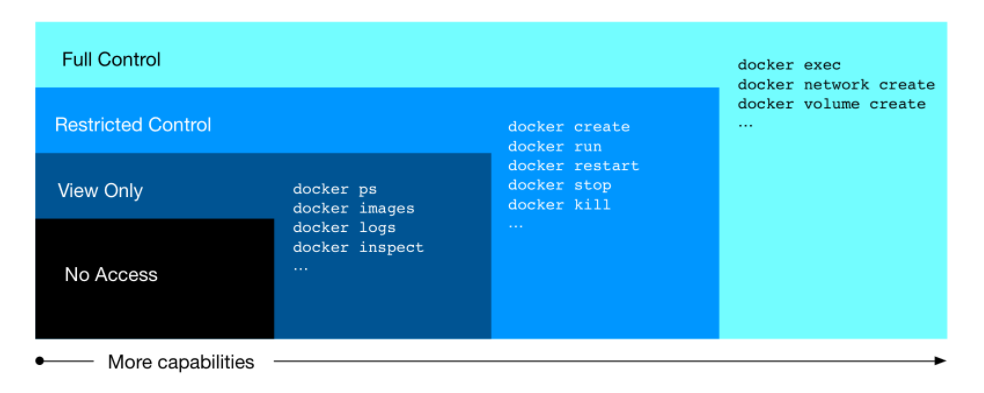 Full Control
docker exec
docker network create
docker volume create
...
Restricted Control
docker create
docker run
docker restart
docker stop
docker kill
...
View Only
docker ps
docker images
docker logs
docker inspect
...
No Access
More capabilities